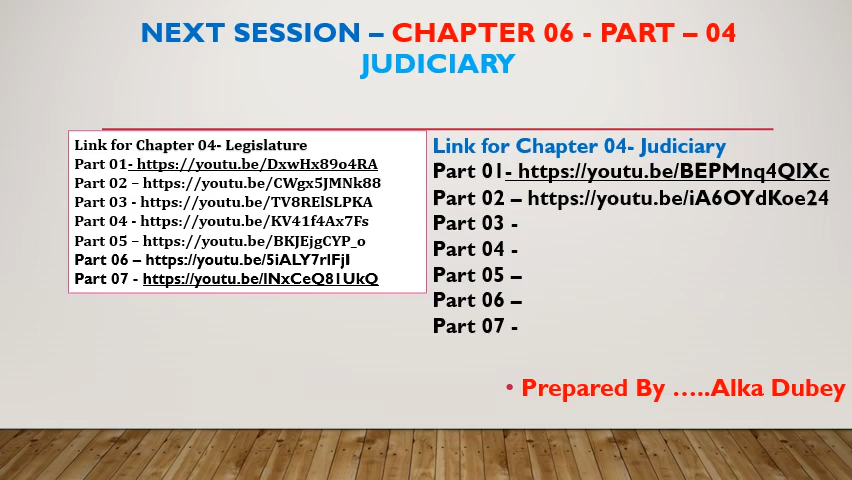 NEXT SESSION – CHAPTER 06 - PART – 04
JUDICIARY
Link for Chapter 04- Legislature
Part 01- https://youtu.be/DxwHx89o4RA
Part 02 – https://youtu.be/CWgx5JMNk88
Part 03 - https://youtu.be/TV8RElSLPKA
Part 04 - https://youtu.be/KV41f4Ax7Fs
Part 05 – https://youtu.be/BKJEjgCYP_o
Part 06 – https://youtu.be/5iALY7rIFjI
Part 07 - https://youtu.be/INxCeQ81UkQ
Link for Chapter 04- Judiciary
Part 01- https://youtu.be/BEPMnq4QIXc
Part 02 – https://youtu.be/iA6OYdKoe24
Part 03 -
Part 04 -
Part 05 –
Part 06 –
Part 07 -
• Prepared By …..Alka Dubey